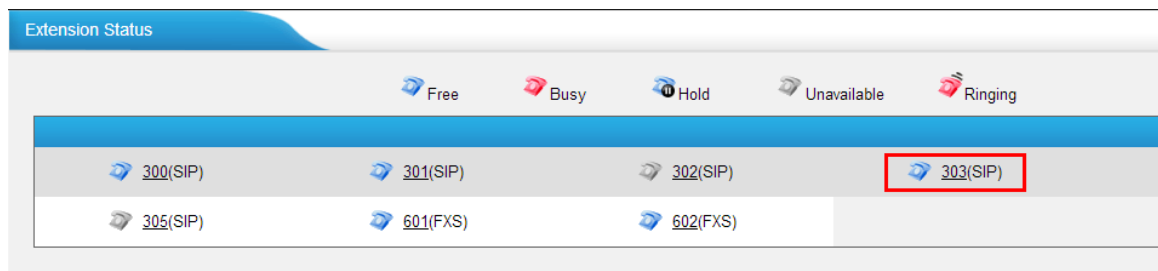 Extension Status
Free Busy Hold Unavailable Ringing
300(SIP) 301(SIP) 302(SIP) 303(SIP)
305(SIP) 601(FXS) 602(FXS)